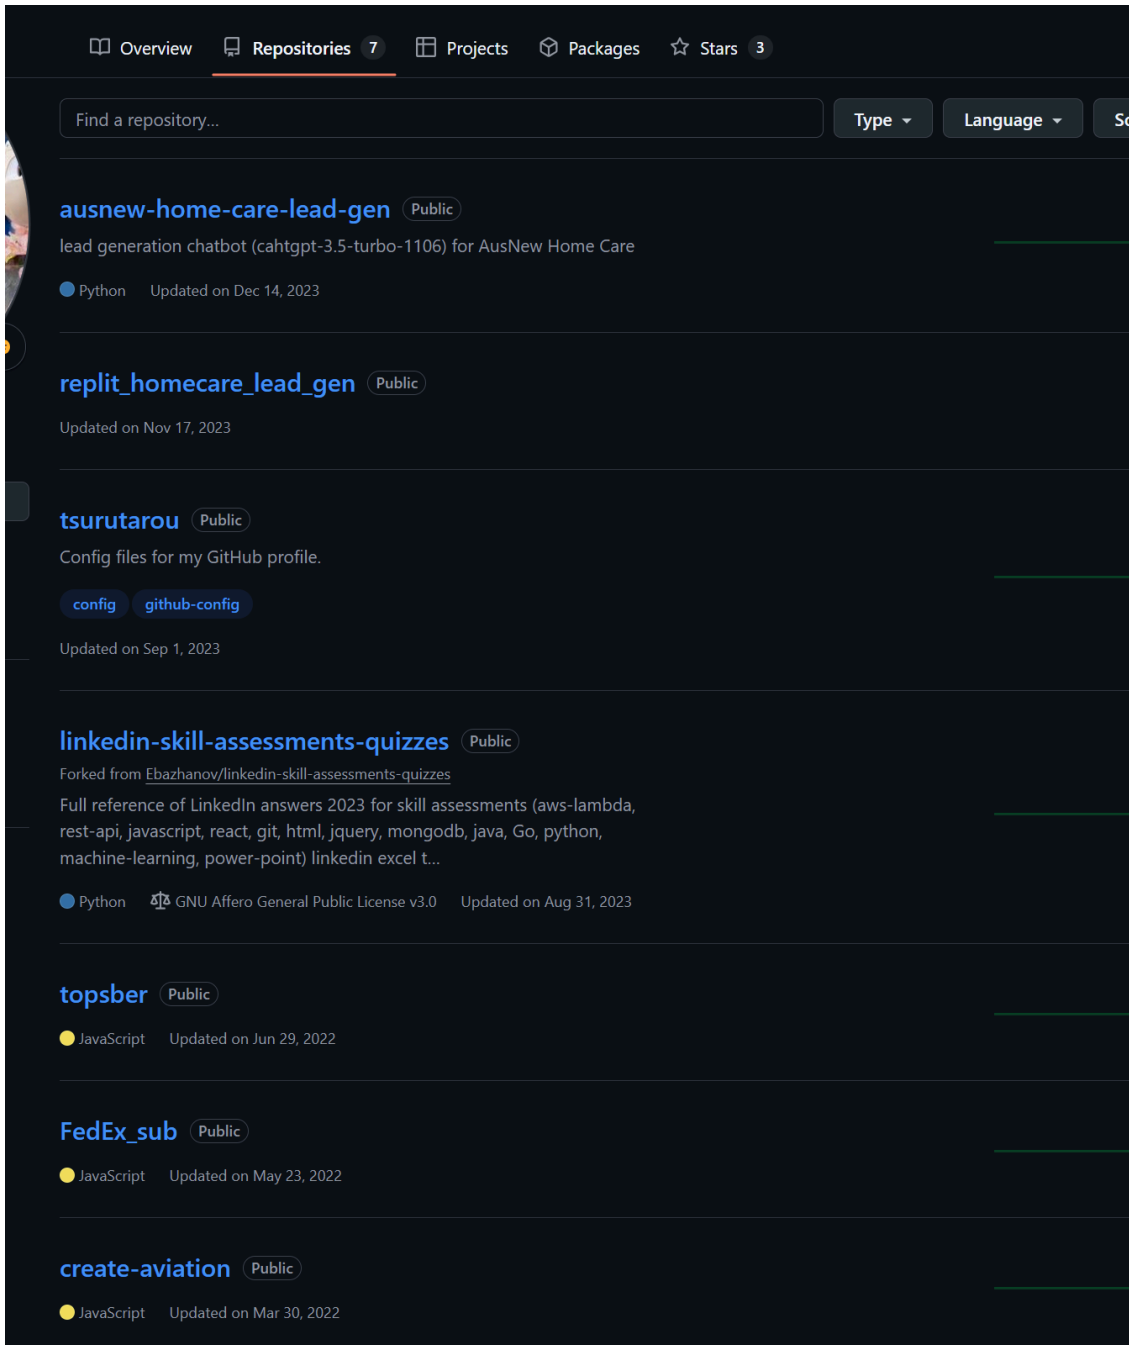 Overview Repositories 7 Projects Packages Stars 3
Find a repository... Type Language
ausnew-home-care-lead-gen Public
lead generation chatbot (cahtgpt-3.5-turbo-1106) for AusNew Home Care
Python Updated on Dec 14, 2023
replit_homecare_lead_gen Public
Updated on Nov 17, 2023
tsurutarou Public
Config files for my GitHub profile.
config github-config
Updated on Sep 1, 2023
linkedin-skill-assessments-quizzes Public
Forked from Ebazhanov/linkedin-skill-assessments-quizzes
Full reference of LinkedIn answers 2023 for skill assessments (aws-lambda,
rest-api, javascript, react, git, html, jquery, mongodb, java, Go, python,
machine-learning, power-point) linkedin excel t...
Python GNU Affero General Public License v3.0 Updated on Aug 31, 2023
topsber Public
JavaScript Updated on Jun 29, 2022
FedEx_sub Public
JavaScript Updated on May 23, 2022
create-aviation Public
JavaScript Updated on Mar 30, 2022